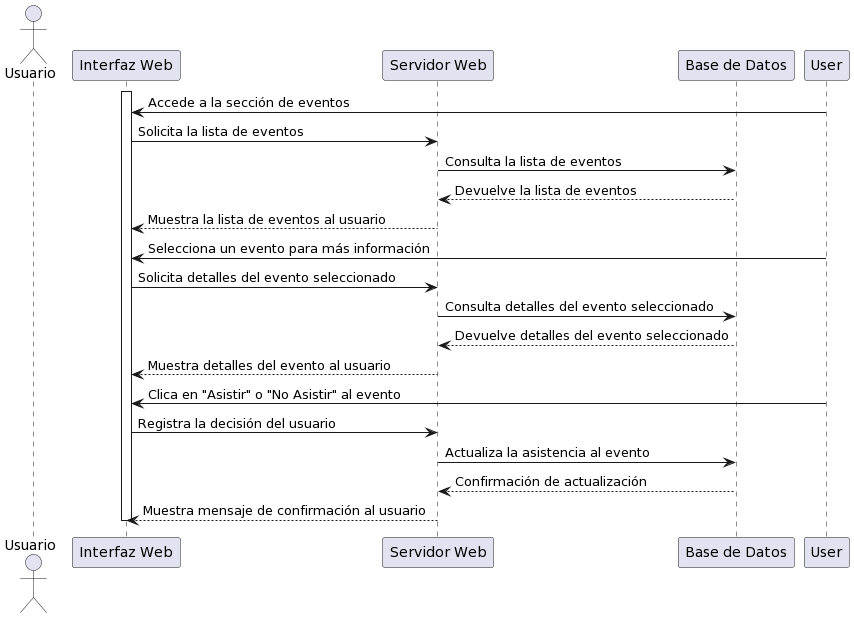 Usuario
Interfaz Web
Servidor Web
Base de Datos
User
Accede a la sección de eventos
Solicita la lista de eventos
Consulta la lista de eventos
Devuelve la lista de eventos
Muestra la lista de eventos al usuario
Selecciona un evento para más información
Solicita detalles del evento seleccionado
Consulta detalles del evento seleccionado
Devuelve detalles del evento seleccionado
Muestra detalles del evento al usuario
Clica en "Asistir" o "No Asistir" al evento
Registra la decisión del usuario
Actualiza la asistencia al evento
Confirmación de actualización
Muestra mensaje de confirmación al usuario
Usuario
Interfaz Web
Servidor Web
Base de Datos
User